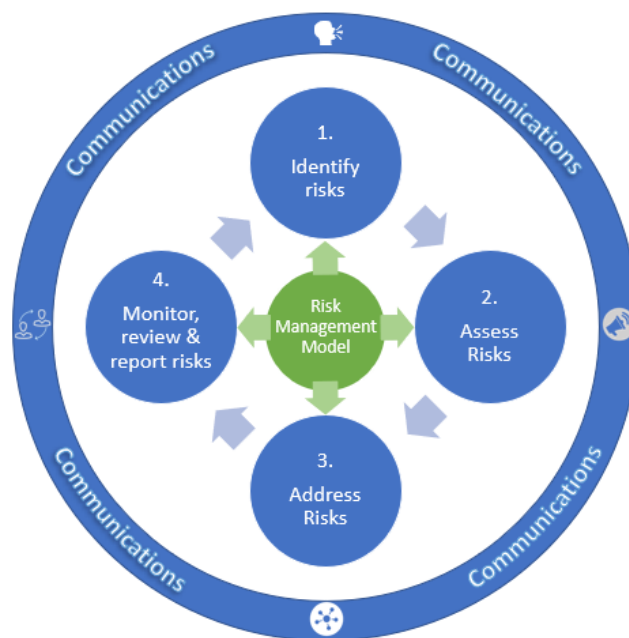 Communications
Communications
1.
Identify
risks
2.
Assess
Risks
3.
Address
Risks
4.
Monitor,
review &
report risks
Risk
Management
Model
Communications
Communications